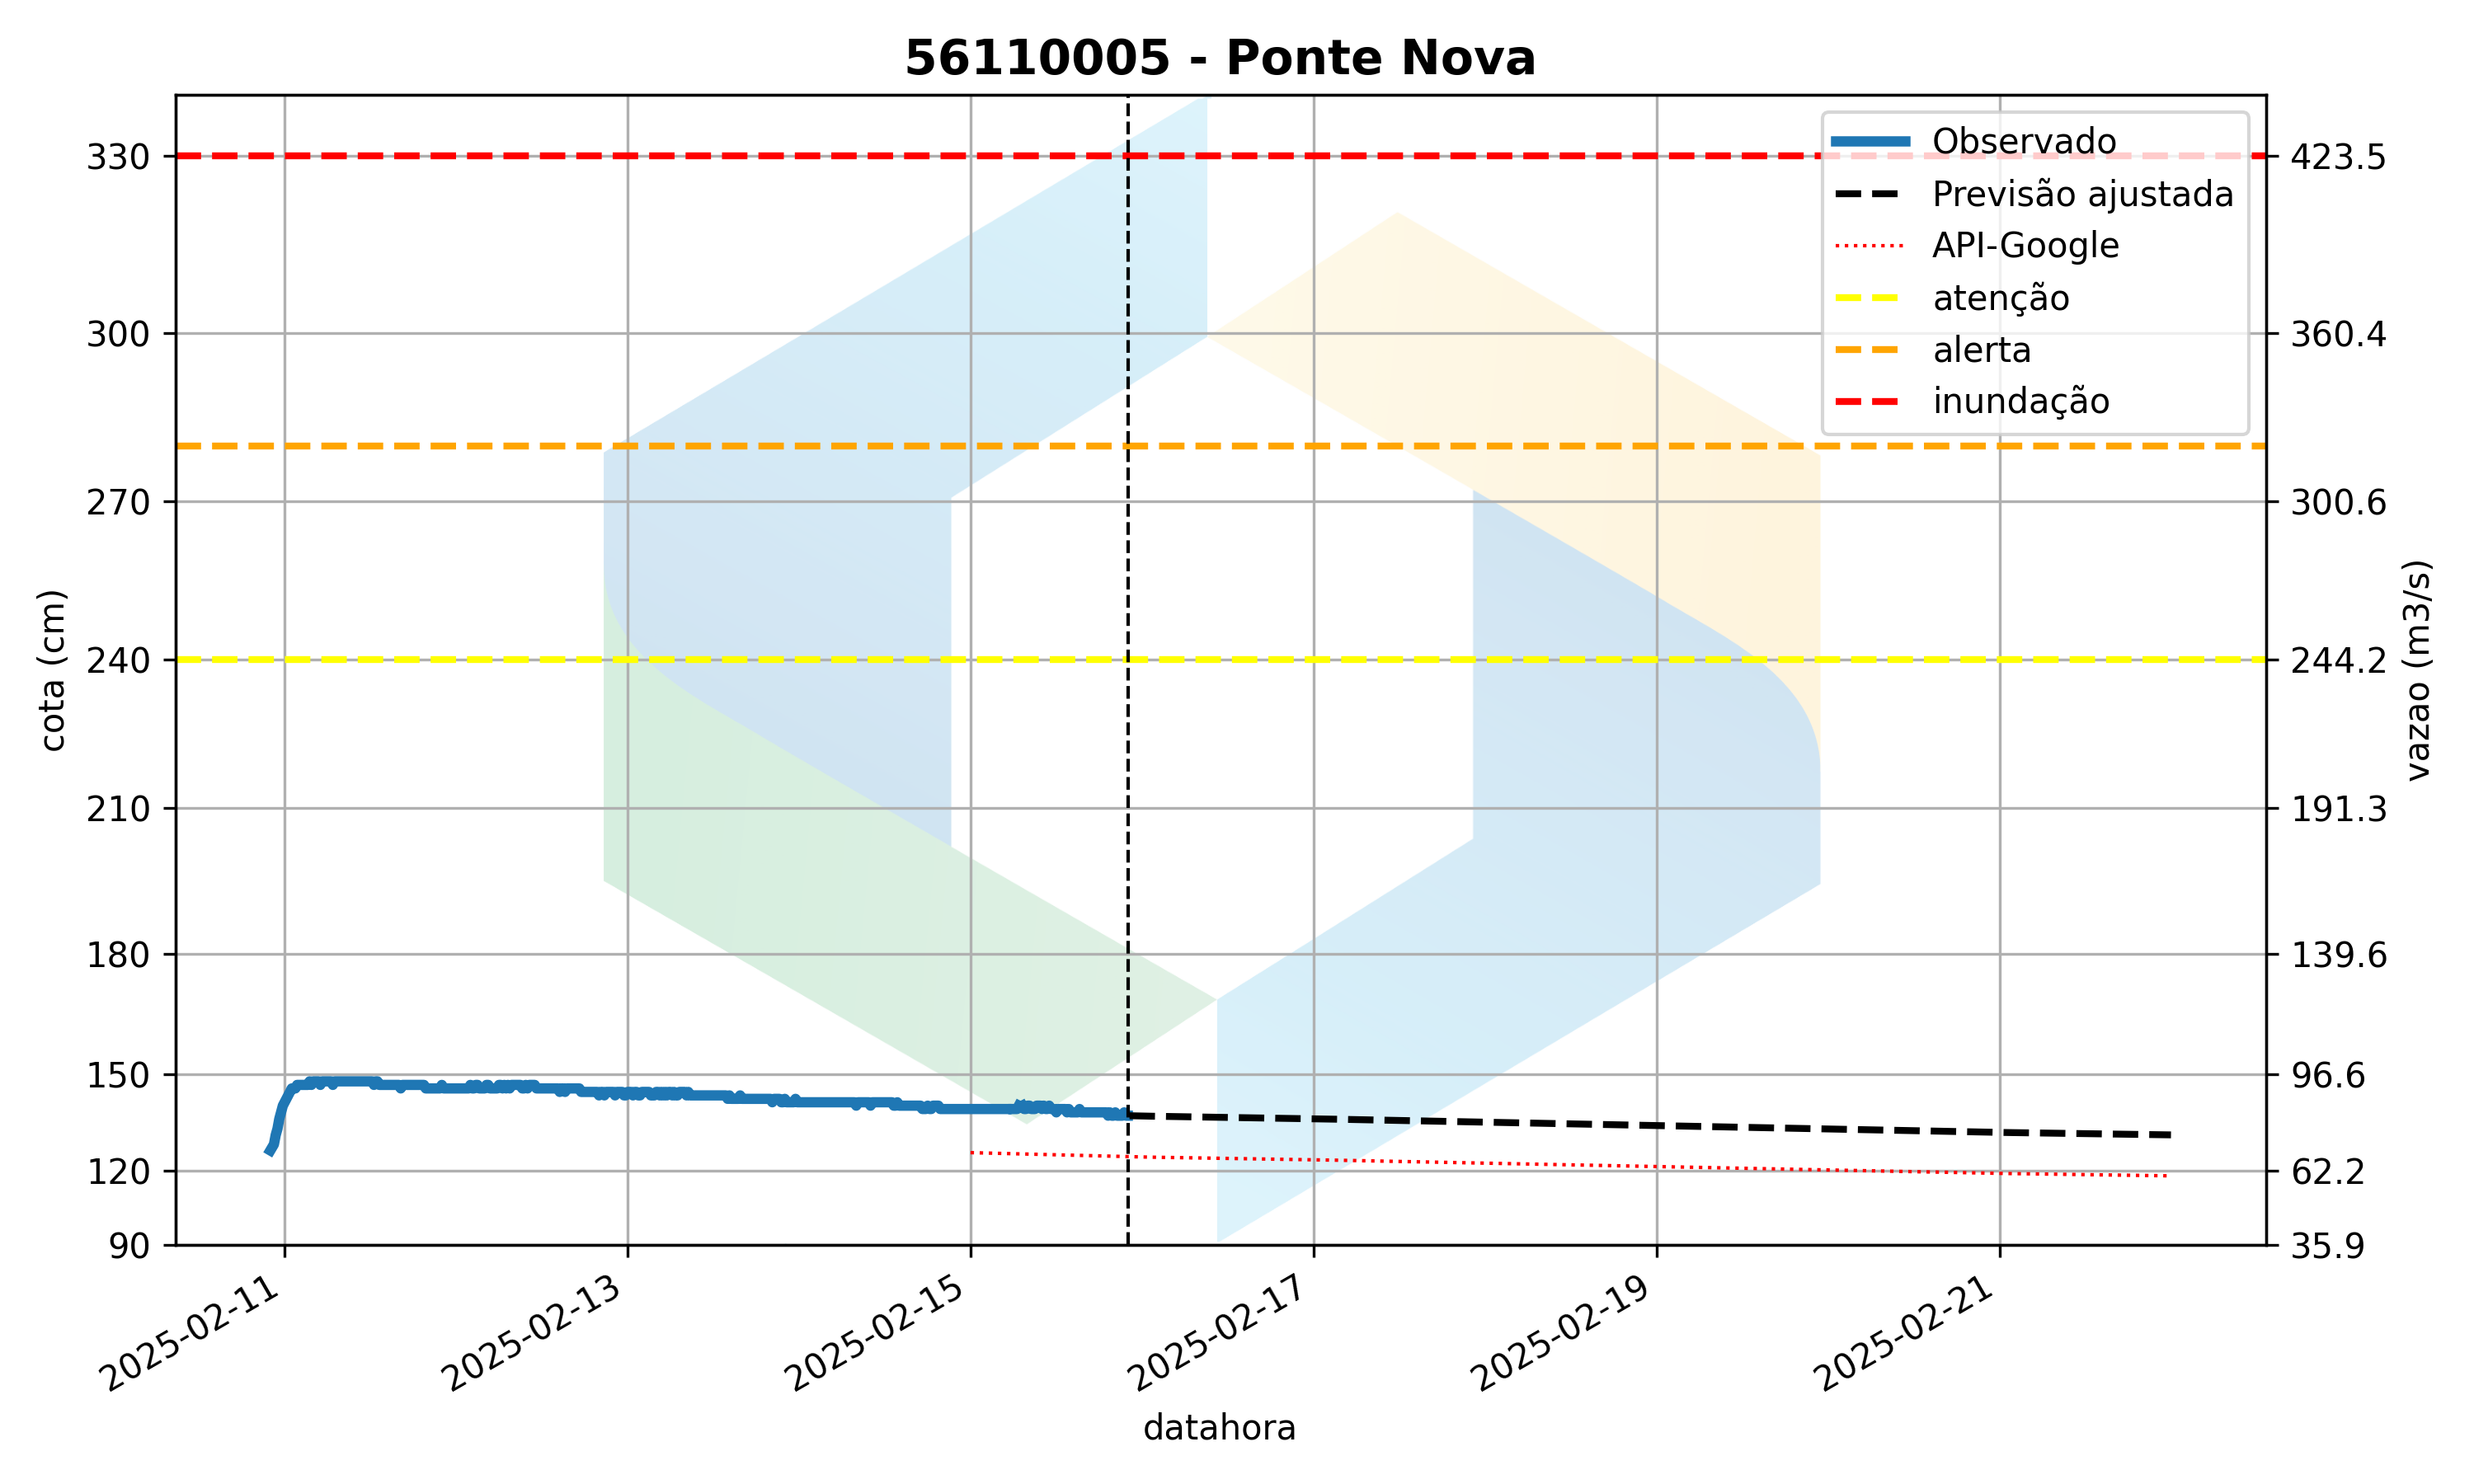 56110005 - Ponte Nova
Observado
Previsão ajustada
API-Google
atenção
alerta
inundação
330
300
270
240
210
180
150
120
90
cota (cm)
423.5
360.4
300.6
244.2
191.3
139.6
96.6
62.2
35.9
vazao (m3/s)
2025-02-11
2025-02-13
2025-02-15
2025-02-17
2025-02-19
2025-02-21
datahora